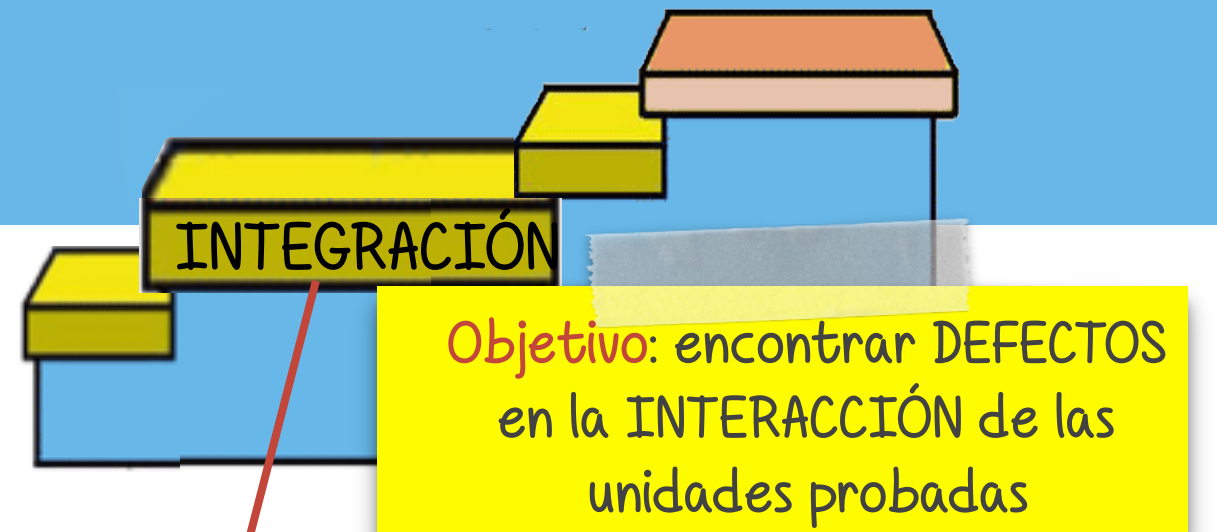 INTEGRACIÓN
Objetivo: encontrar DEFECTOS
en la INTERACCIÓN de las
unidades probadas